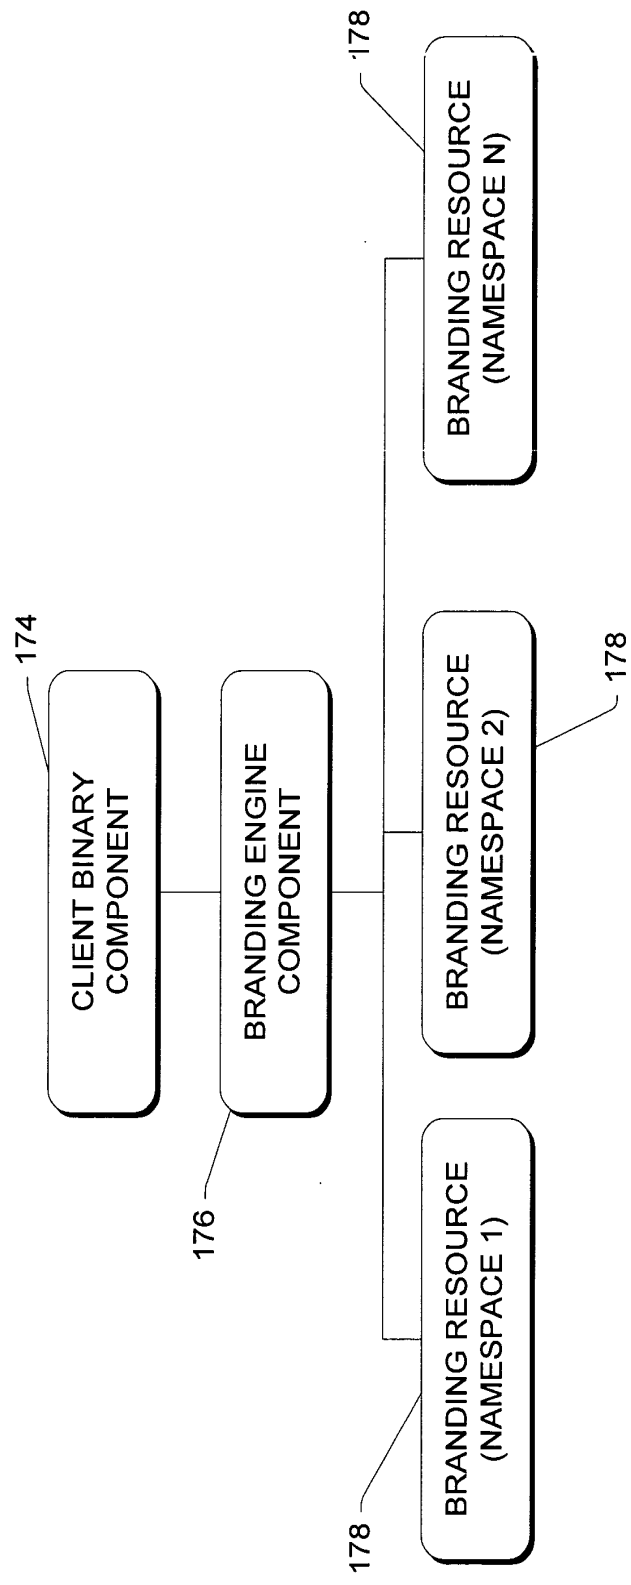 174
CLIENT BINARY
COMPONENT
176
BRANDING ENGINE
COMPONENT
178
BRANDING RESOURCE
(NAMESPACE 1)
BRANDING RESOURCE
(NAMESPACE 2)
178
178
BRANDING RESOURCE
(NAMESPACE N)